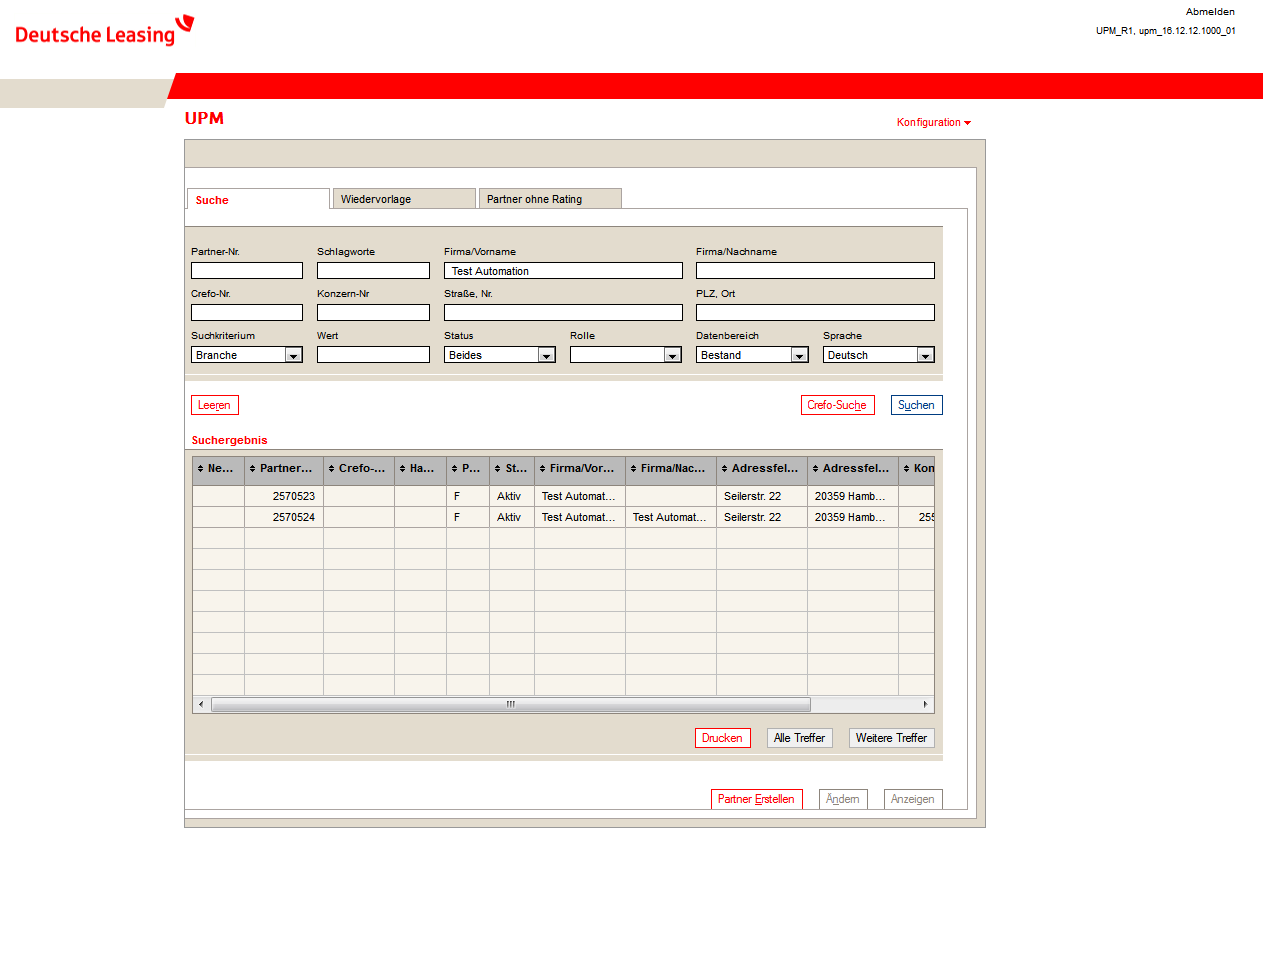 Abmelden
Deutsche Leasing
UPM_R1, upm_16.12.12.1000_01
UPM
Konfiguration
Suche Wiedervorlage Partner ohne Rating
Partner-Nr. Schlagworte Firma/Vorname Firma/Nachname
Test Automation
Crefo-Nr. Konzern-Nr Straße, Nr. PLZ, Ort
Suchkriterium Wert Status Rolle Datenbereich Sprache
Branche Beides Bestand Deutsch
Leeren Crefo-Suche Suchen
Suchergebnis
Ne... Partner... Crefo-... Ha... P... St... Firma/Vor... Firma/Nac... Adressfel... Adressfel... Kon
2570523 F Aktiv Test Automat... Seilerstr. 22 20359 Hamb...
2570524 F Aktiv Test Automat... Test Automat... Seilerstr. 22 20359 Hamb... 255
Drucken Alle Treffer Weitere Treffer
Partner Erstellen Ändern Anzeigen